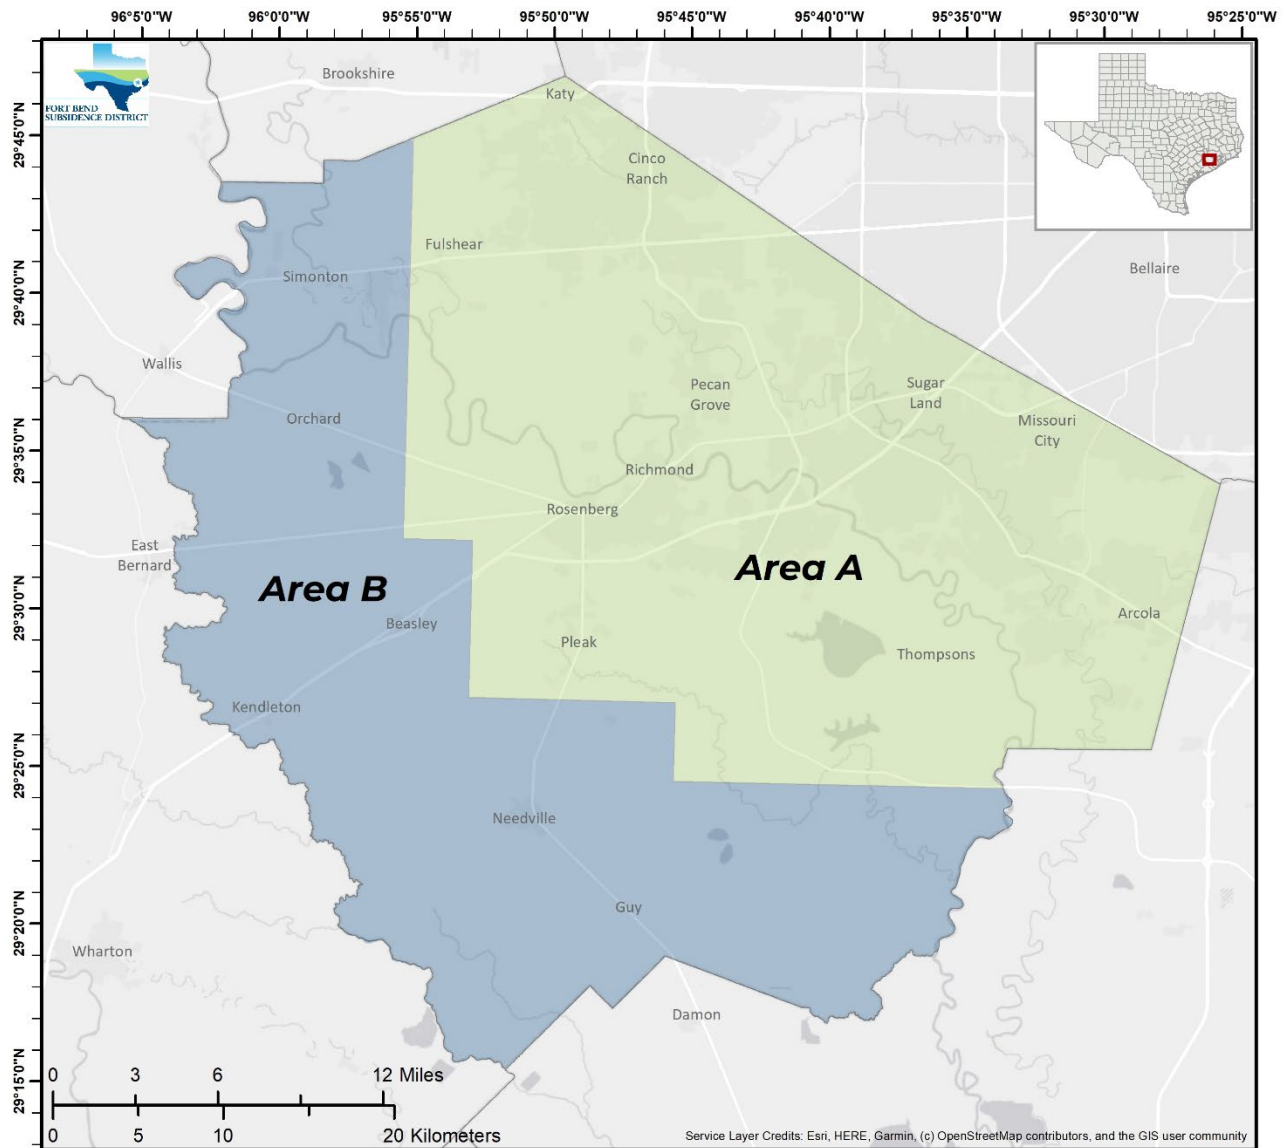 96°5'0"W 96°0'0"W 95°55'0"W 95°50'0"W 95°45'0"W 95°40'0"W 95°35'0"W 95°30'0"W 95°25'0"W
FORT BEND
SUBSIDENCE DISTRICT
Brookshire
Katy
29°45'0"N
Cinco
Ranch
Fulshear
Simonton
Bellaire
29°40'0"N
Wallis
Pecan
Grove
Sugar
Land
Orchard
Missouri
City
29°35'0"N
Richmond
Rosenberg
East
Bernard
Area B
Area A
29°30'0"N
Beasley
Arcola
Pleak
Thompsons
Kendleton
29°25'0"N
Needville
Guy
29°20'0"N
Wharton
Damon
29°15'0"N
0 3 6 12 Miles
0 5 10 20 Kilometers
Service Layer Credits: Esri, HERE, Garmin, (c) OpenStreetMap contributors, and the GIS user community